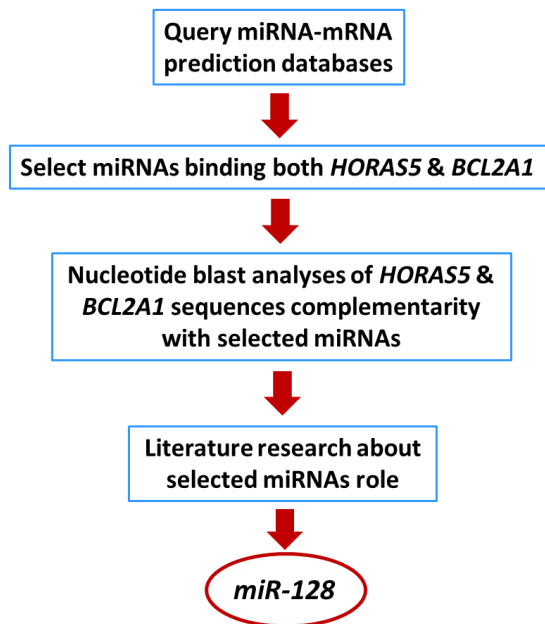 Query miRNA-mRNA
prediction databases
Select miRNAs binding both HORAS5 & BCL2A1
Nucleotide blast analyses of HORAS5 &
BCL2A1 sequences complementarity
with selected miRNAs
Literature research about
selected miRNAs role
miR-128